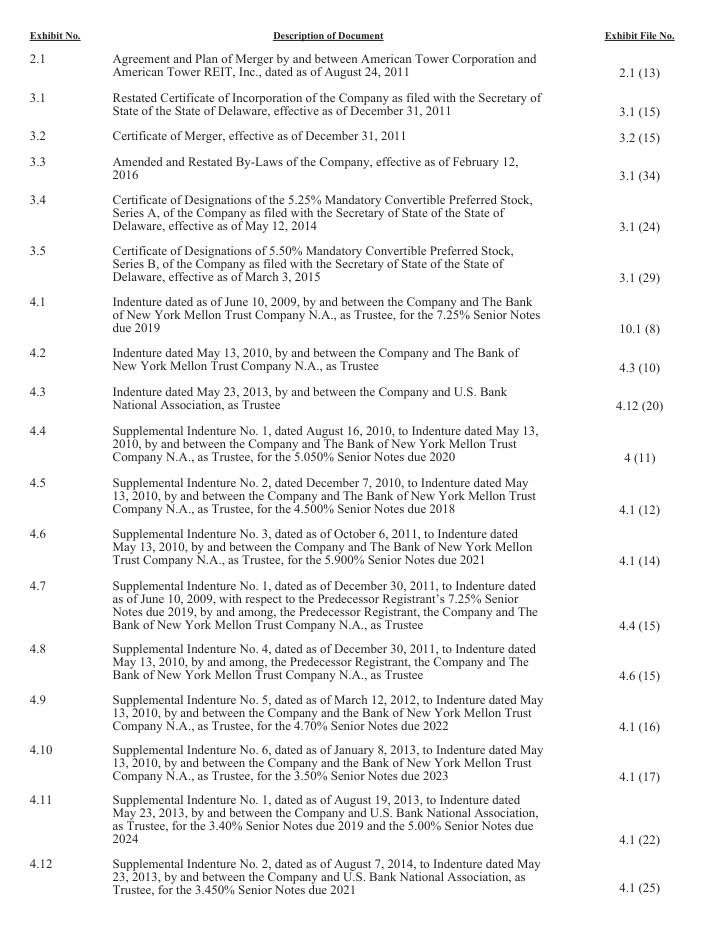 Exhibit No. Description of Document Exhibit File No.
2.1 Agreement and Plan of Merger by and between American Tower Corporation and
American Tower REIT, Inc., dated as of August 24, 2011 2.1 (13)
3.1 Restated Certificate of Incorporation of the Company as filed with the Secretary of
State of the State of Delaware, effective as of December 31, 2011 3.1 (15)
3.2 Certificate of Merger, effective as of December 31, 2011 3.2 (15)
3.3 Amended and Restated By-Laws of the Company, effective as of February 12,
2016 3.1 (34)
3.4 Certificate of Designations of the 5.25% Mandatory Convertible Preferred Stock,
Series A, of the Company as filed with the Secretary of State of the State of
Delaware, effective as of May 12, 2014 3.1 (24)
3.5 Certificate of Designations of 5.50% Mandatory Convertible Preferred Stock,
Series B, of the Company as filed with the Secretary of State of the State of
Delaware, effective as of March 3, 2015 3.1 (29)
4.1 Indenture dated as of June 10, 2009, by and between the Company and The Bank
of New York Mellon Trust Company N.A., as Trustee, for the 7.25% Senior Notes
due 2019 10.1 (8)
4.2 Indenture dated May 13, 2010, by and between the Company and The Bank of
New York Mellon Trust Company N.A., as Trustee 4.3 (10)
4.3 Indenture dated May 23, 2013, by and between the Company and U.S. Bank
National Association, as Trustee 4.12 (20)
4.4 Supplemental Indenture No. 1, dated August 16, 2010, to Indenture dated May 13,
2010, by and between the Company and The Bank of New York Mellon Trust
Company N.A., as Trustee, for the 5.050% Senior Notes due 2020 4 (11)
4.5 Supplemental Indenture No. 2, dated December 7, 2010, to Indenture dated May
13, 2010, by and between the Company and The Bank of New York Mellon Trust
Company N.A., as Trustee, for the 4.500% Senior Notes due 2018 4.1 (12)
4.6 Supplemental Indenture No. 3, dated as of October 6, 2011, to Indenture dated
May 13, 2010, by and between the Company and The Bank of New York Mellon
Trust Company N.A., as Trustee, for the 5.900% Senior Notes due 2021 4.1 (14)
4.7 Supplemental Indenture No. 1, dated as of December 30, 2011, to Indenture dated
as of June 10, 2009, with respect to the Predecessor Registrant’s 7.25% Senior
Notes due 2019, by and among, the Predecessor Registrant, the Company and The
Bank of New York Mellon Trust Company N.A., as Trustee 4.4 (15)
4.8 Supplemental Indenture No. 4, dated as of December 30, 2011, to Indenture dated
May 13, 2010, by and among, the Predecessor Registrant, the Company and The
Bank of New York Mellon Trust Company N.A., as Trustee 4.6 (15)
4.9 Supplemental Indenture No. 5, dated as of March 12, 2012, to Indenture dated May
13, 2010, by and between the Company and the Bank of New York Mellon Trust
Company N.A., as Trustee, for the 4.70% Senior Notes due 2022 4.1 (16)
4.10 Supplemental Indenture No. 6, dated as of January 8, 2013, to Indenture dated May
13, 2010, by and between the Company and the Bank of New York Mellon Trust
Company N.A., as Trustee, for the 3.50% Senior Notes due 2023 4.1 (17)
4.11 Supplemental Indenture No. 1, dated as of August 19, 2013, to Indenture dated
May 23, 2013, by and between the Company and U.S. Bank National Association,
as Trustee, for the 3.40% Senior Notes due 2019 and the 5.00% Senior Notes due
2024 4.1 (22)
4.12 Supplemental Indenture No. 2, dated as of August 7, 2014, to Indenture dated May
23, 2013, by and between the Company and U.S. Bank National Association, as
Trustee, for the 3.450% Senior Notes due 2021 4.1 (25)